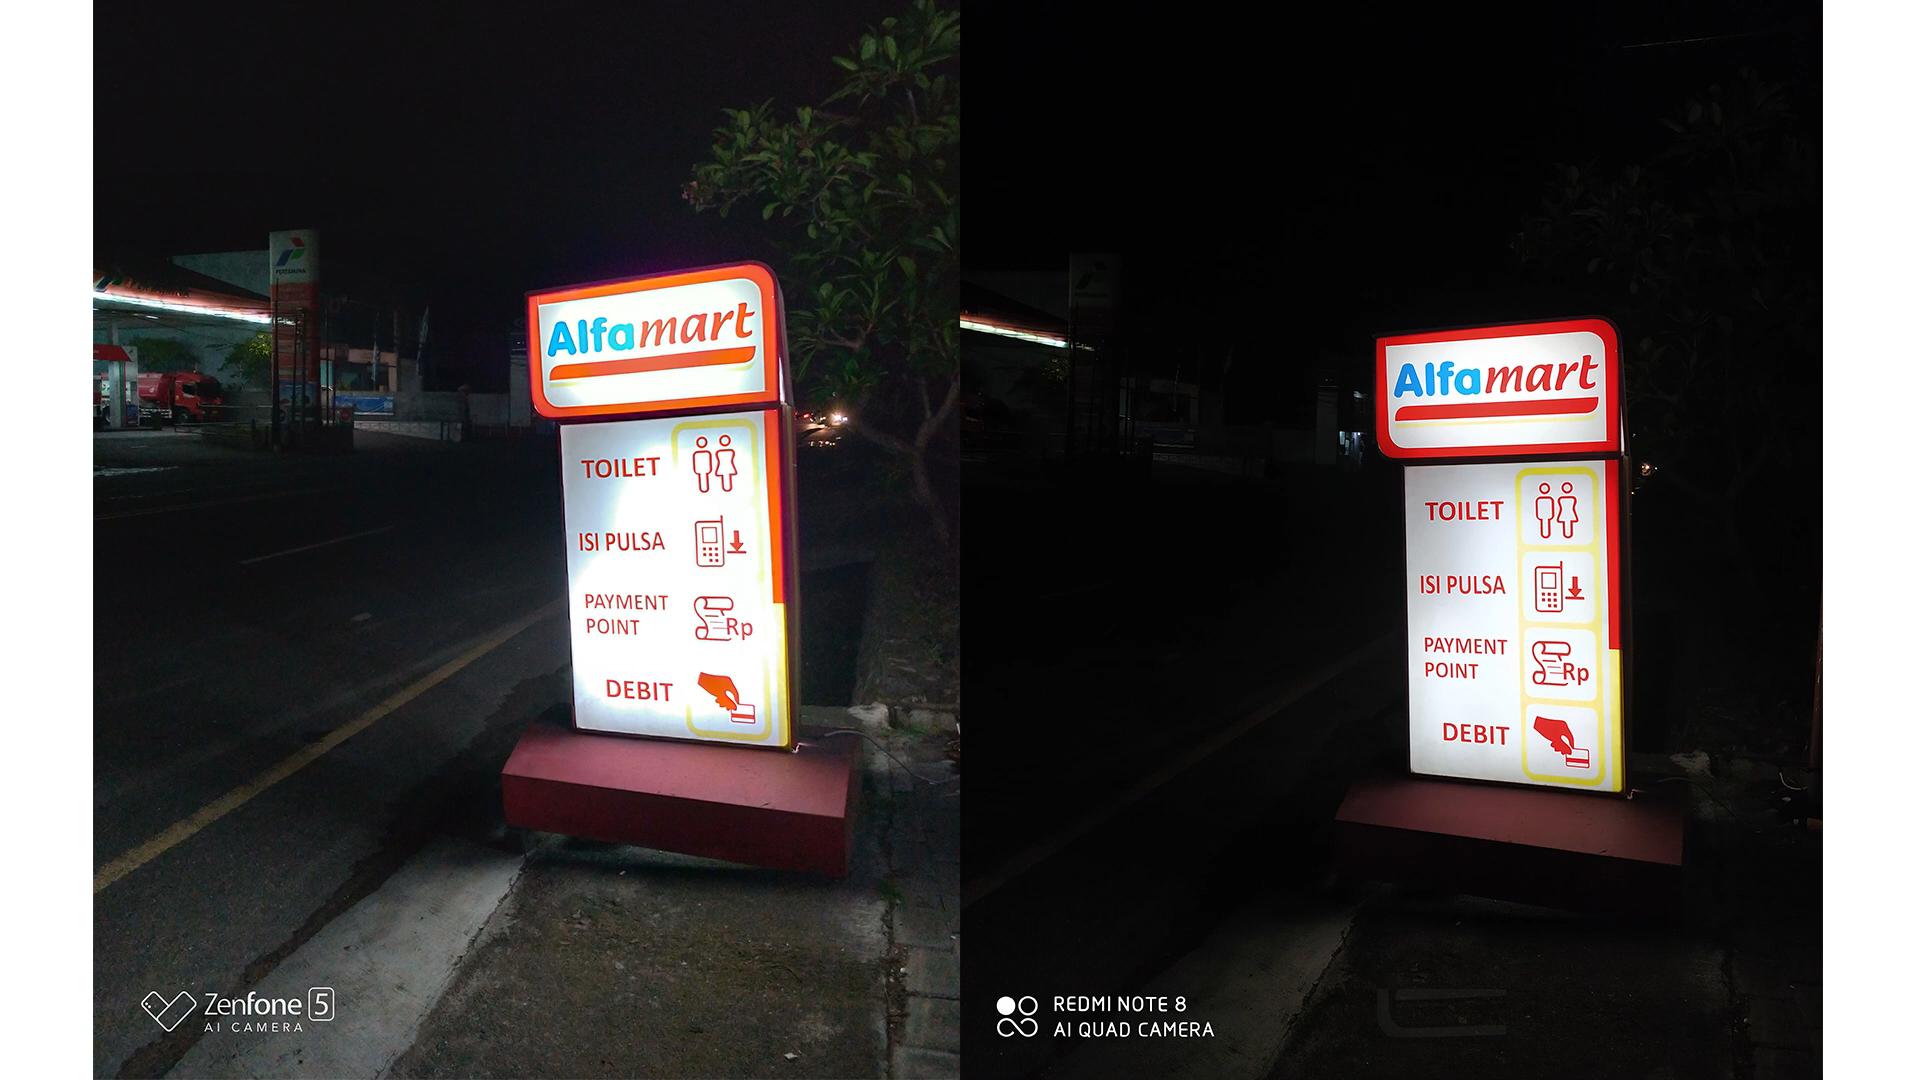 PERTAMINA
Alfamart
TOILET
ISI PULSA
PAYMENT
POINT
Rp
DEBIT
Zenfone 5
AI CAMERA
Alfamart
TOILET
ISI PULSA
PAYMENT
POINT
Rp
DEBIT
REDMI NOTE 8
AI QUAD CAMERA